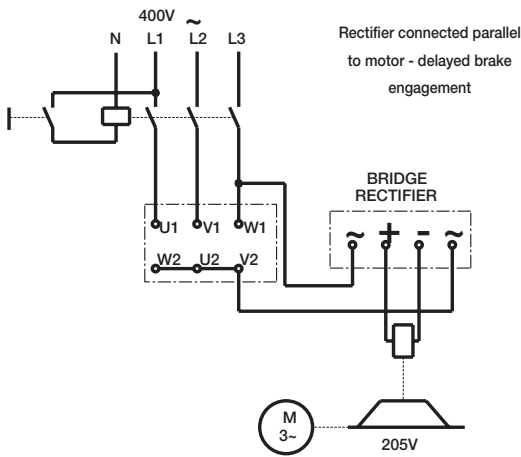 400V ~
N L1 L2 L3
Rectifier connected parallel
to motor - delayed brake
engagement
BRIDGE
RECTIFIER
~ + - ~
U1 V1 W1
W2 U2 V2
M
3~
205V